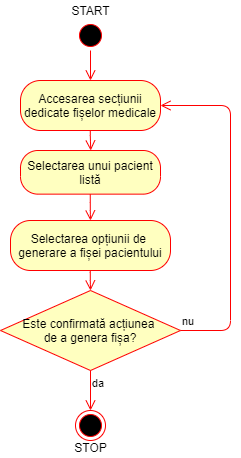 START
Accesarea secțiunii
dedicate fișelor medicale
Selectarea unui pacient
listă
Selectarea opțiunii de
generare a fișei pacientului
Este confirmată acțiunea
de a genera fișa?
nu
da
STOP